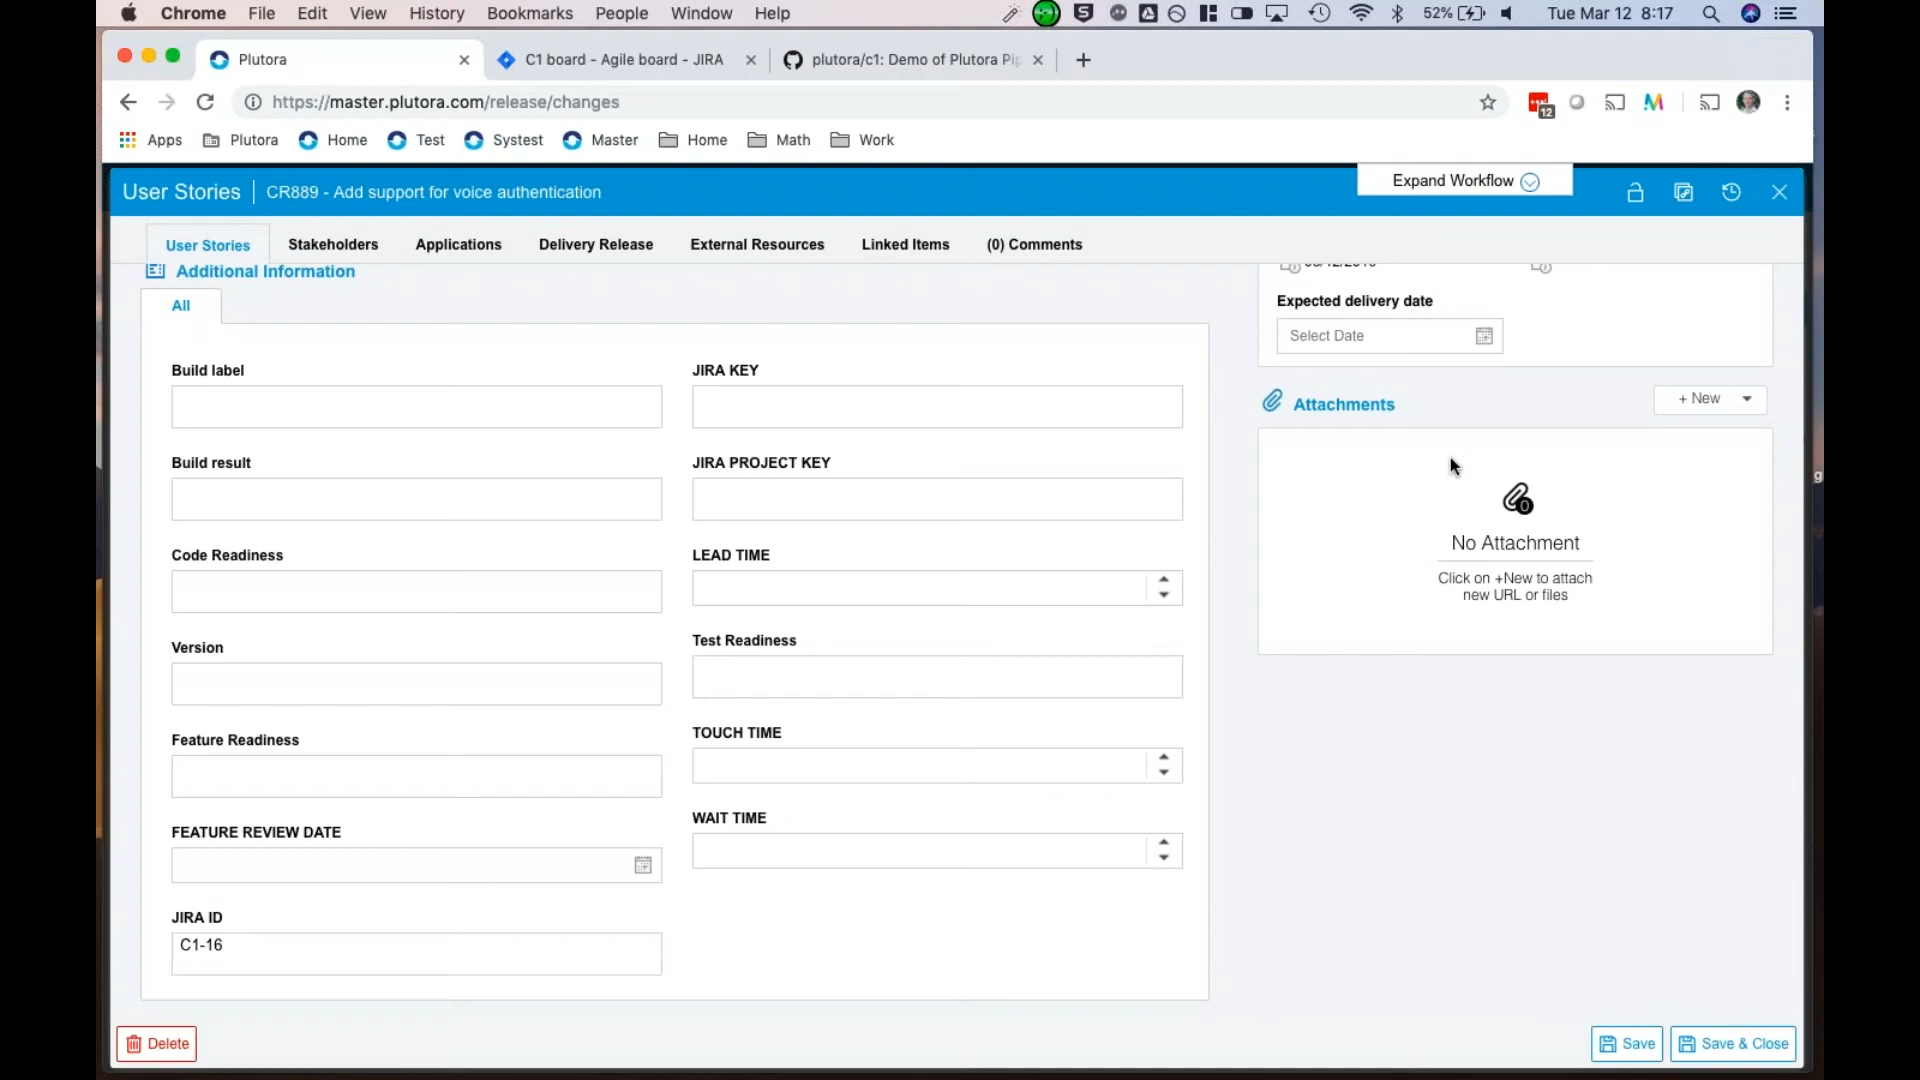 Chrome File Edit View History Bookmarks People Window Help 52% Tue Mar 12 8:17
Plutora
C1 board - Agile board - JIRA
plutora/c1: Demo of Plutora Pi
https://master.plutora.com/release/changes
12
Apps Plutora Home Test Systest Master Home Math Work
User Stories CR889 - Add support for voice authentication
Expand Workflow
User Stories Stakeholders Applications Delivery Release External Resources Linked Items (0) Comments
Additional Information
All
Build label
JIRA KEY
Build result
JIRA PROJECT KEY
Code Readiness
LEAD TIME
Version
Test Readiness
Feature Readiness
TOUCH TIME
FEATURE REVIEW DATE
WAIT TIME
JIRA ID
C1-16
Expected delivery date
Select Date
Attachments
+ New
0
No Attachment
Click on +New to attach
new URL or files
Delete
Save
Save & Close